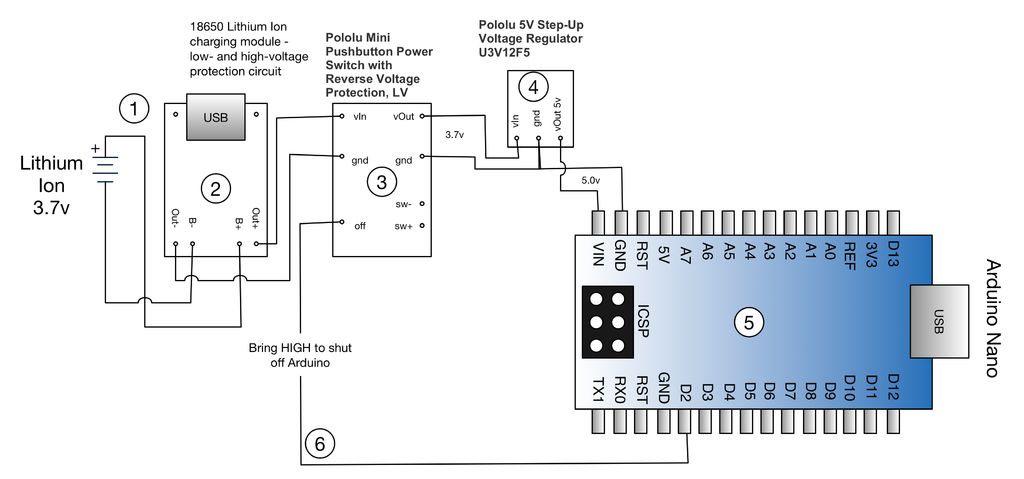 18650 Lithium Ion
charging module -
low- and high-voltage
protection circuit
Pololu Mini
Pushbutton Power
Switch with
Reverse Voltage
Protection, LV
Pololu 5V Step-Up
Voltage Regulator
U3V12F5
1
USB
2
Out-
B-
B+
Out+
+
Lithium
Ion
3.7v
vIn
vOut
gnd
gnd
3
sw-
off
sw+
3.7v
4
vIn
gnd
vOut 5v
5.0v
VIN
GND
RST
5V
A7
A6
A5
A4
A3
A2
A1
A0
REF
3V3
D13
ICSP
5
USB
Arduino Nano
TX1
RX0
RST
GND
D2
D3
D4
D5
D6
D7
D8
D9
D10
D11
D12
Bring HIGH to shut
off Arduino
6